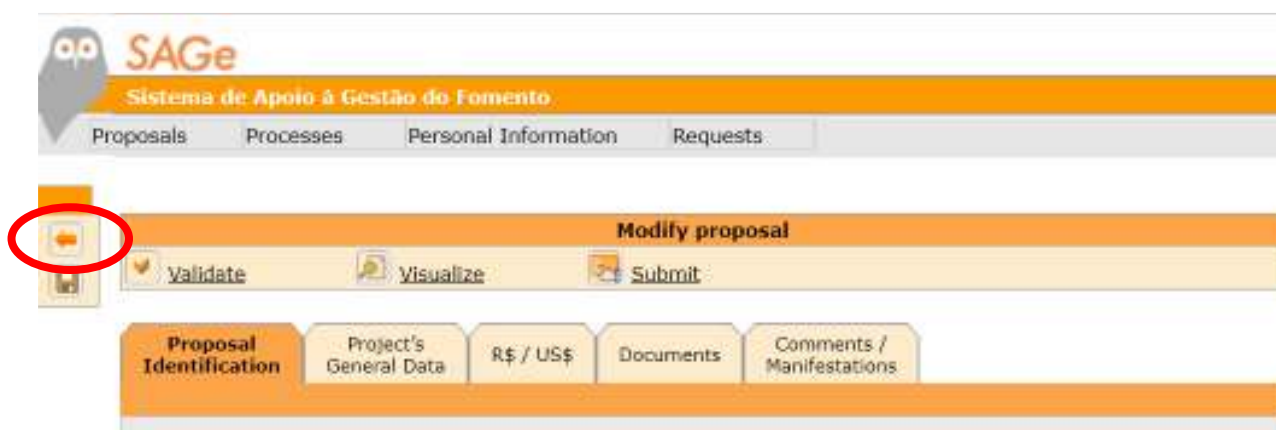 SAGe
Sistema de Apoio à Gestão do Fomento
Proposals Processes Personal Information Requests
Modify proposal
Validate Visualize Submit
Proposal Identification
Project's General Data
R$ / US$
Documents
Comments / Manifestations